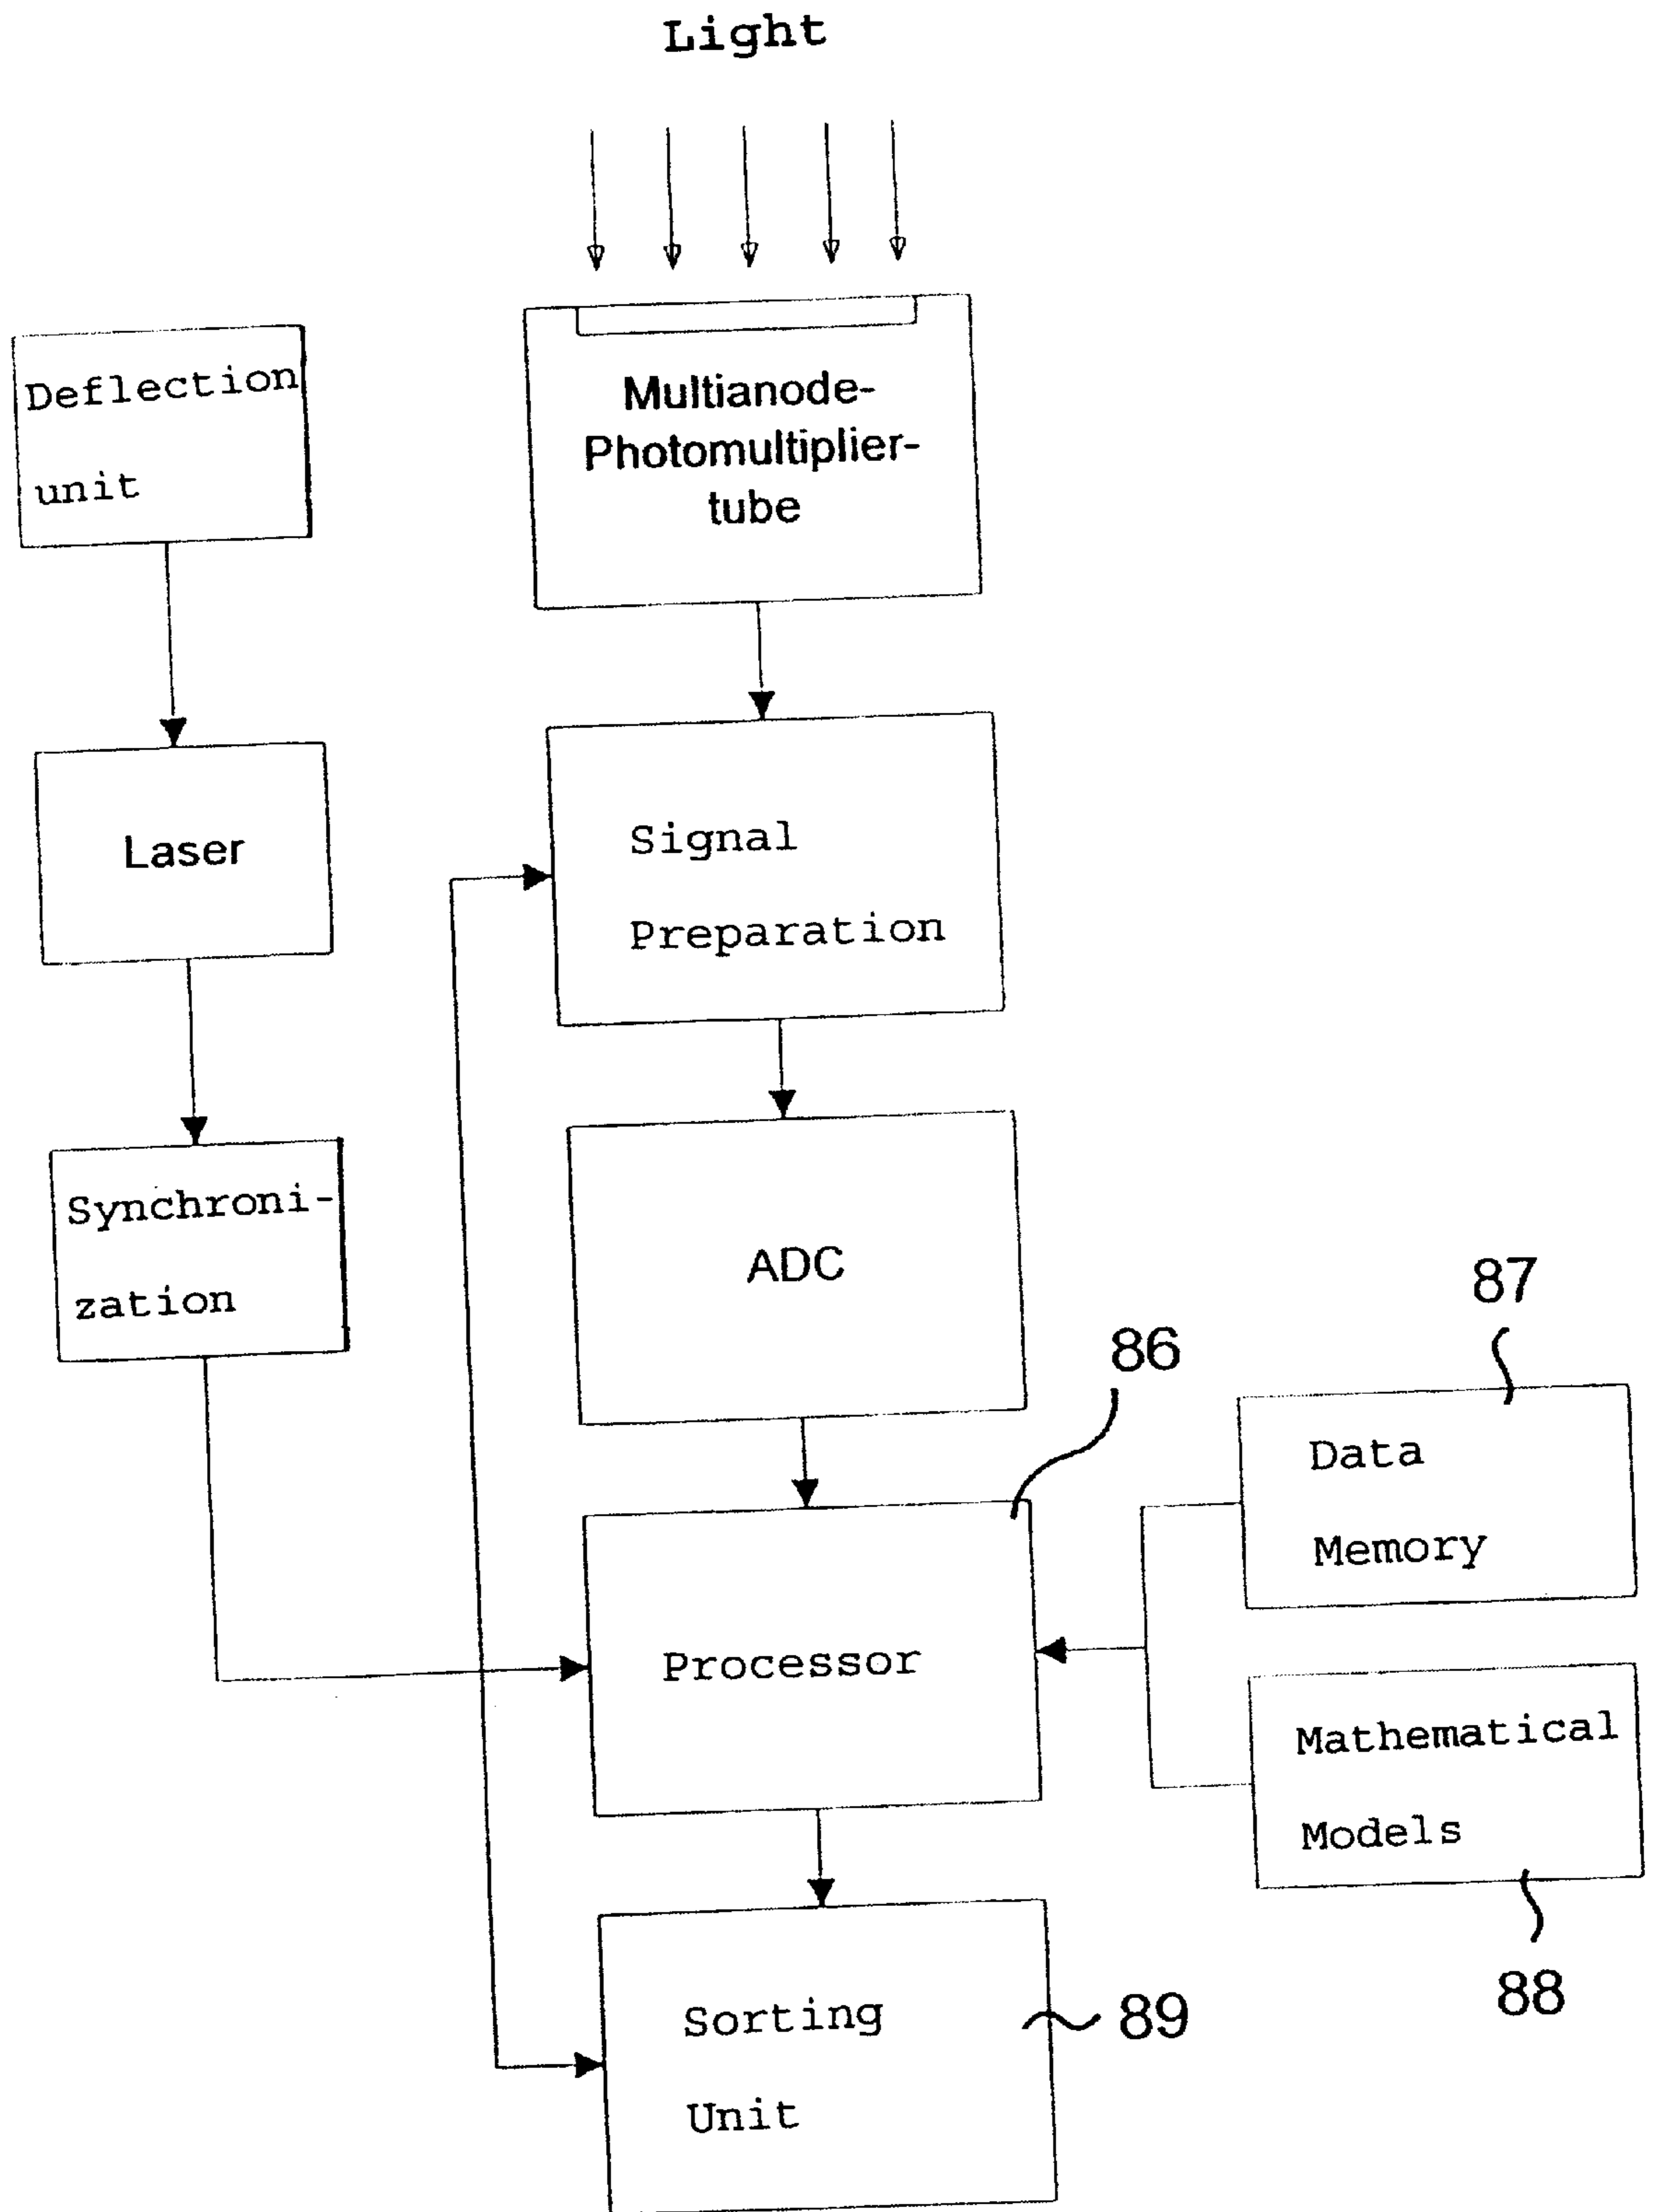 Light
Deflection
unit
Multianode-
Photomultiplier-
tube
Laser
Signal
Preparation
Synchroni-
zation
ADC
86
87
Data
Memory
Processor
Mathematical
Models
88
Sorting
Unit
89